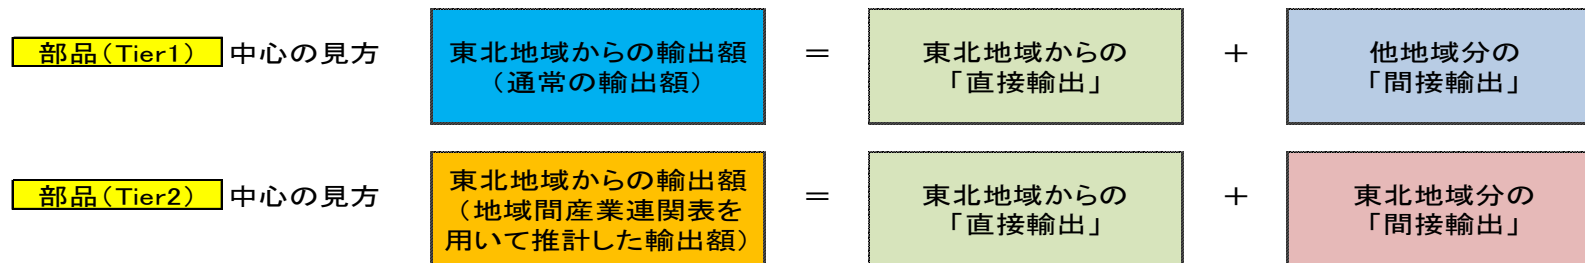 部品(Tier1) 中心の見方
東北地域からの輸出額
(通常の輸出額)
=
東北地域からの
「直接輸出」
+
他地域分の
「間接輸出」
部品(Tier2) 中心の見方
東北地域からの輸出額
(地域間産業連関表を
用いて推計した輸出額)
=
東北地域からの
「直接輸出」
+
東北地域分の
「間接輸出」